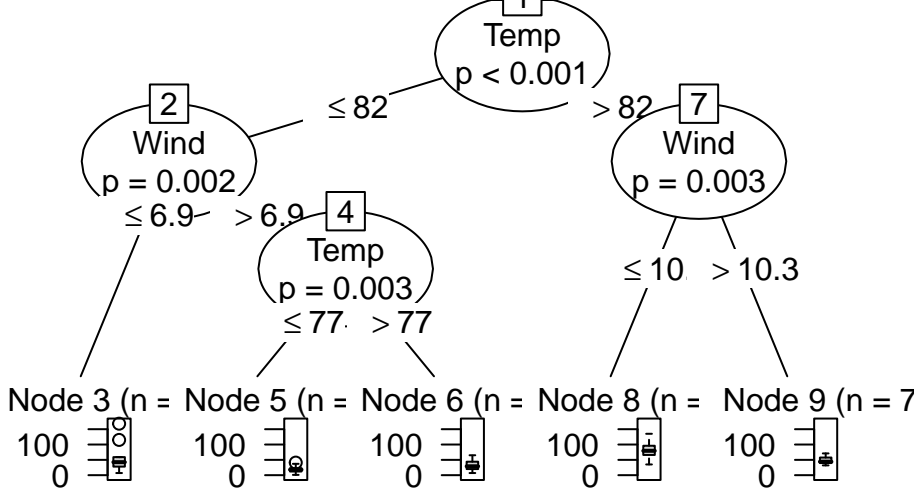 1
Temp
p < 0.001
≤ 82
> 82
2
Wind
p = 0.002
≤ 6.9
> 6.9
4
Temp
p = 0.003
≤ 77
> 77
7
Wind
p = 0.003
≤ 10
> 10.3
Node 3 (n =
Node 5 (n =
Node 6 (n =
Node 8 (n =
Node 9 (n = 7
100
0
100
0
100
0
100
0
100
0